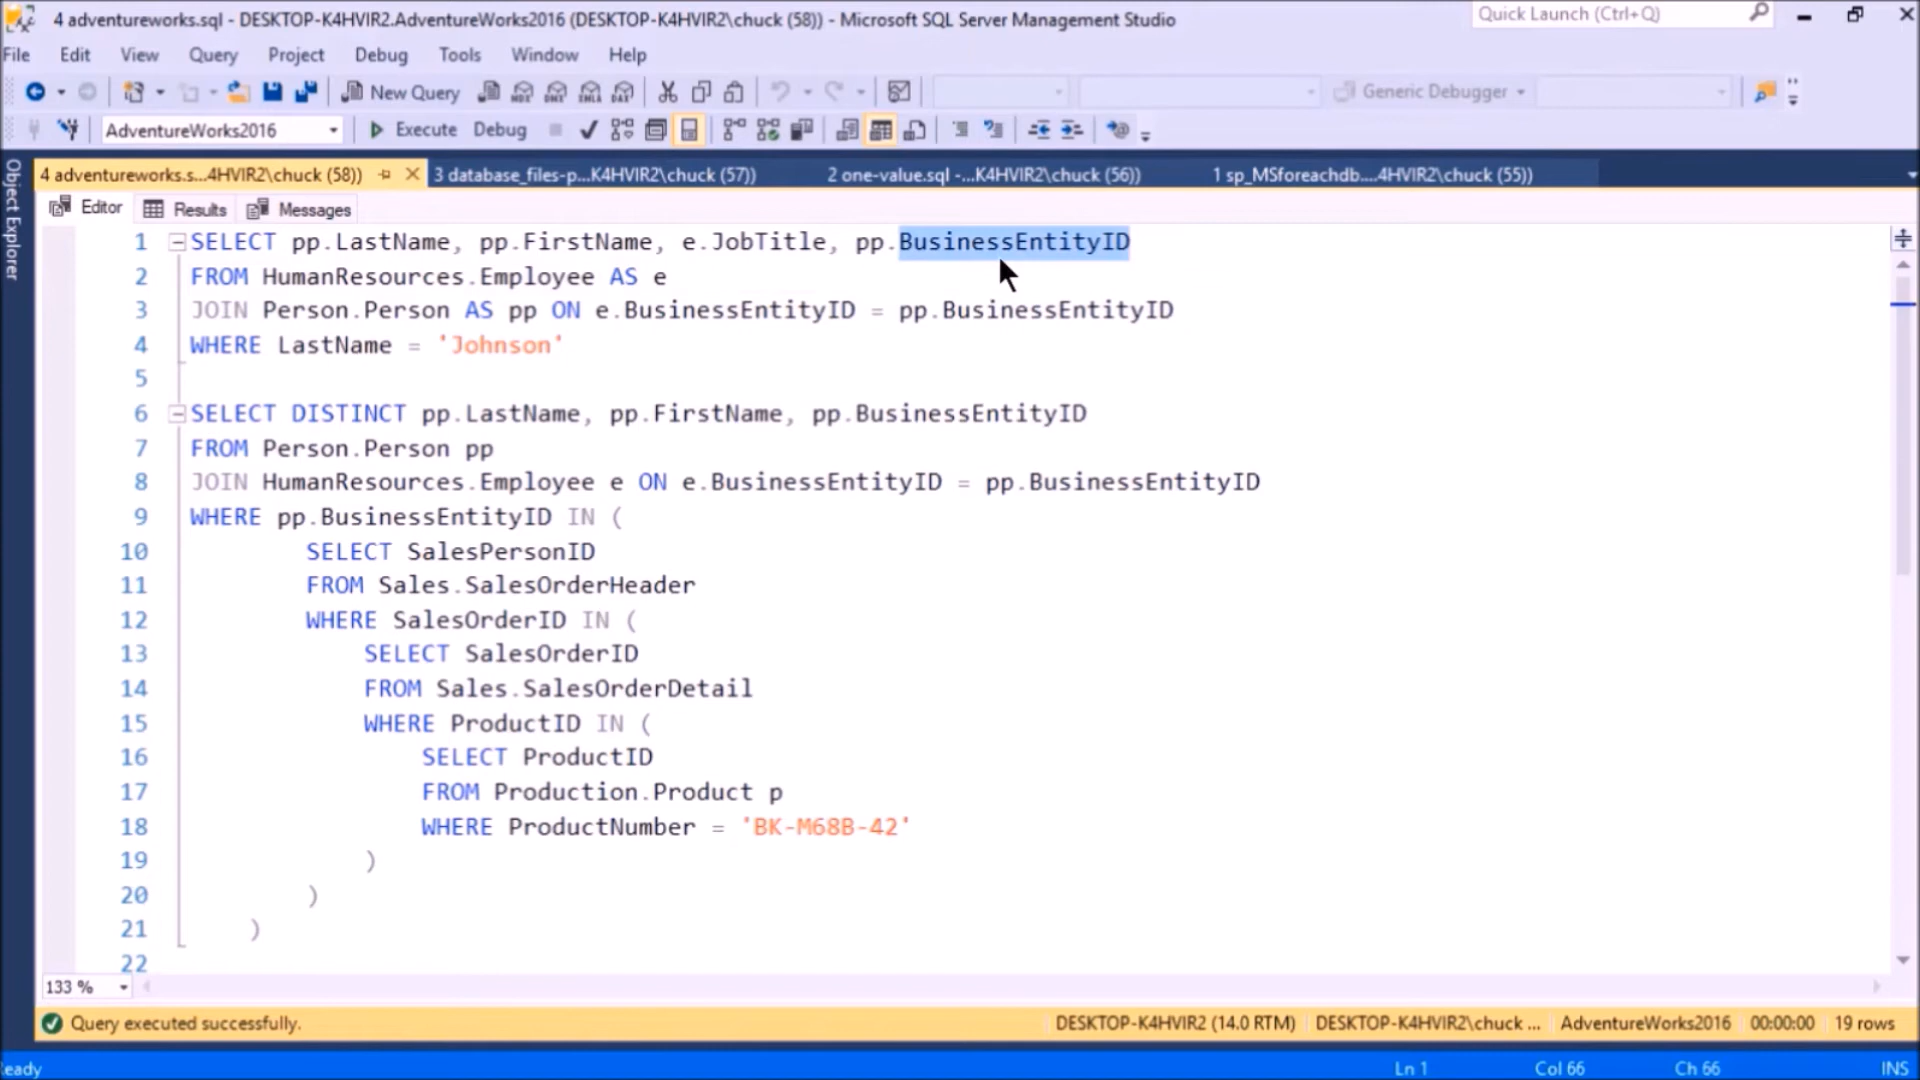 4 adventureworks.sql - DESKTOP-K4HVIR2.AdventureWorks2016 (DESKTOP-K4HVIR2\chuck (58)) - Microsoft SQL Server Management Studio
Quick Launch (Ctrl+Q)
File Edit View Query Project Debug Tools Window Help
New Query MDX DMX XMLA DAX Generic Debugger
AdventureWorks2016 Execute Debug
4 adventureworks.s...4HVIR2\chuck (58)) 3 database_files-p...K4HVIR2\chuck (57)) 2 one-value.sql -...K4HVIR2\chuck (56)) 1 sp_MSforeachdb....4HVIR2\chuck (55))
Object Explorer
Editor Results Messages
1 SELECT pp.LastName, pp.FirstName, e.JobTitle, pp.BusinessEntityID
2 FROM HumanResources.Employee AS e
3 JOIN Person.Person AS pp ON e.BusinessEntityID = pp.BusinessEntityID
4 WHERE LastName = 'Johnson'
5
6 SELECT DISTINCT pp.LastName, pp.FirstName, pp.BusinessEntityID
7 FROM Person.Person pp
8 JOIN HumanResources.Employee e ON e.BusinessEntityID = pp.BusinessEntityID
9 WHERE pp.BusinessEntityID IN (
10 SELECT SalesPersonID
11 FROM Sales.SalesOrderHeader
12 WHERE SalesOrderID IN (
13 SELECT SalesOrderID
14 FROM Sales.SalesOrderDetail
15 WHERE ProductID IN (
16 SELECT ProductID
17 FROM Production.Product p
18 WHERE ProductNumber = 'BK-M68B-42'
19 )
20 )
21 )
22
133 %
Query executed successfully. DESKTOP-K4HVIR2 (14.0 RTM) DESKTOP-K4HVIR2\chuck ... AdventureWorks2016 00:00:00 19 rows
eady Ln 1 Col 66 Ch 66 INS